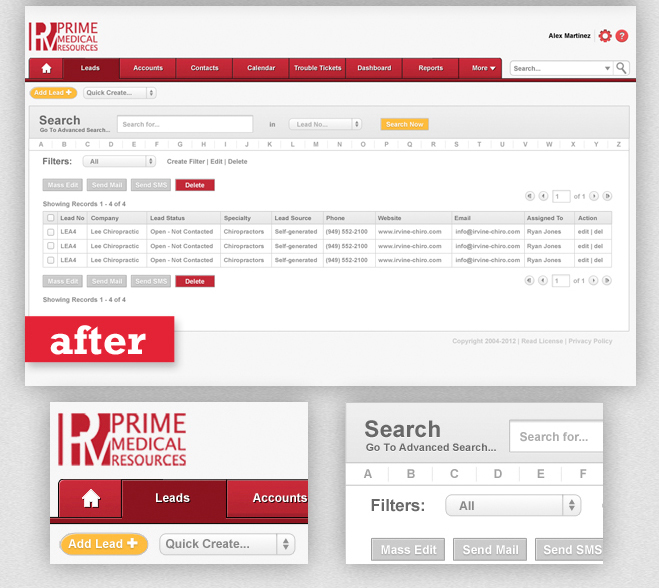 PRIME
MEDICAL
RESOURCES
Alex Martinez
Leads Accounts Contacts Calendar Trouble Tickets Dashboard Reports More Search...
Add Lead + Quick Create...
Search
Go To Advanced Search...
Search for... in Lead No... Search Now
A B C D E F G H I J K L M N O P Q R S T U V W X Y Z
Filters: All Create Filter | Edit | Delete
Mass Edit Send Mail Send SMS Delete
1 of 1
Showing Records 1 - 4 of 4
Lead No Company Lead Status Specialty Lead Source Phone Website Email Assigned To Action
LEA4 Lee Chiropractic Open - Not Contacted Chiropractors Self-generated (949) 552-2100 www.irvine-chiro.com info@irvine-chiro.com Ryan Jones edit | del
LEA4 Lee Chiropractic Open - Not Contacted Chiropractors Self-generated (949) 552-2100 www.irvine-chiro.com info@irvine-chiro.com Ryan Jones edit | del
LEA4 Lee Chiropractic Open - Not Contacted Chiropractors Self-generated (949) 552-2100 www.irvine-chiro.com info@irvine-chiro.com Ryan Jones edit | del
Mass Edit Send Mail Send SMS Delete 1 of 1
Showing Records 1 - 4 of 4
after
Copyright 2004-2012 | Read License | Privacy Policy
PRIME
MEDICAL
RESOURCES
Leads Accounts
Add Lead + Quick Create...
Search
Go To Advanced Search...
Search for...
A B C D E F
Filters: All
Mass Edit Send Mail Send SMS